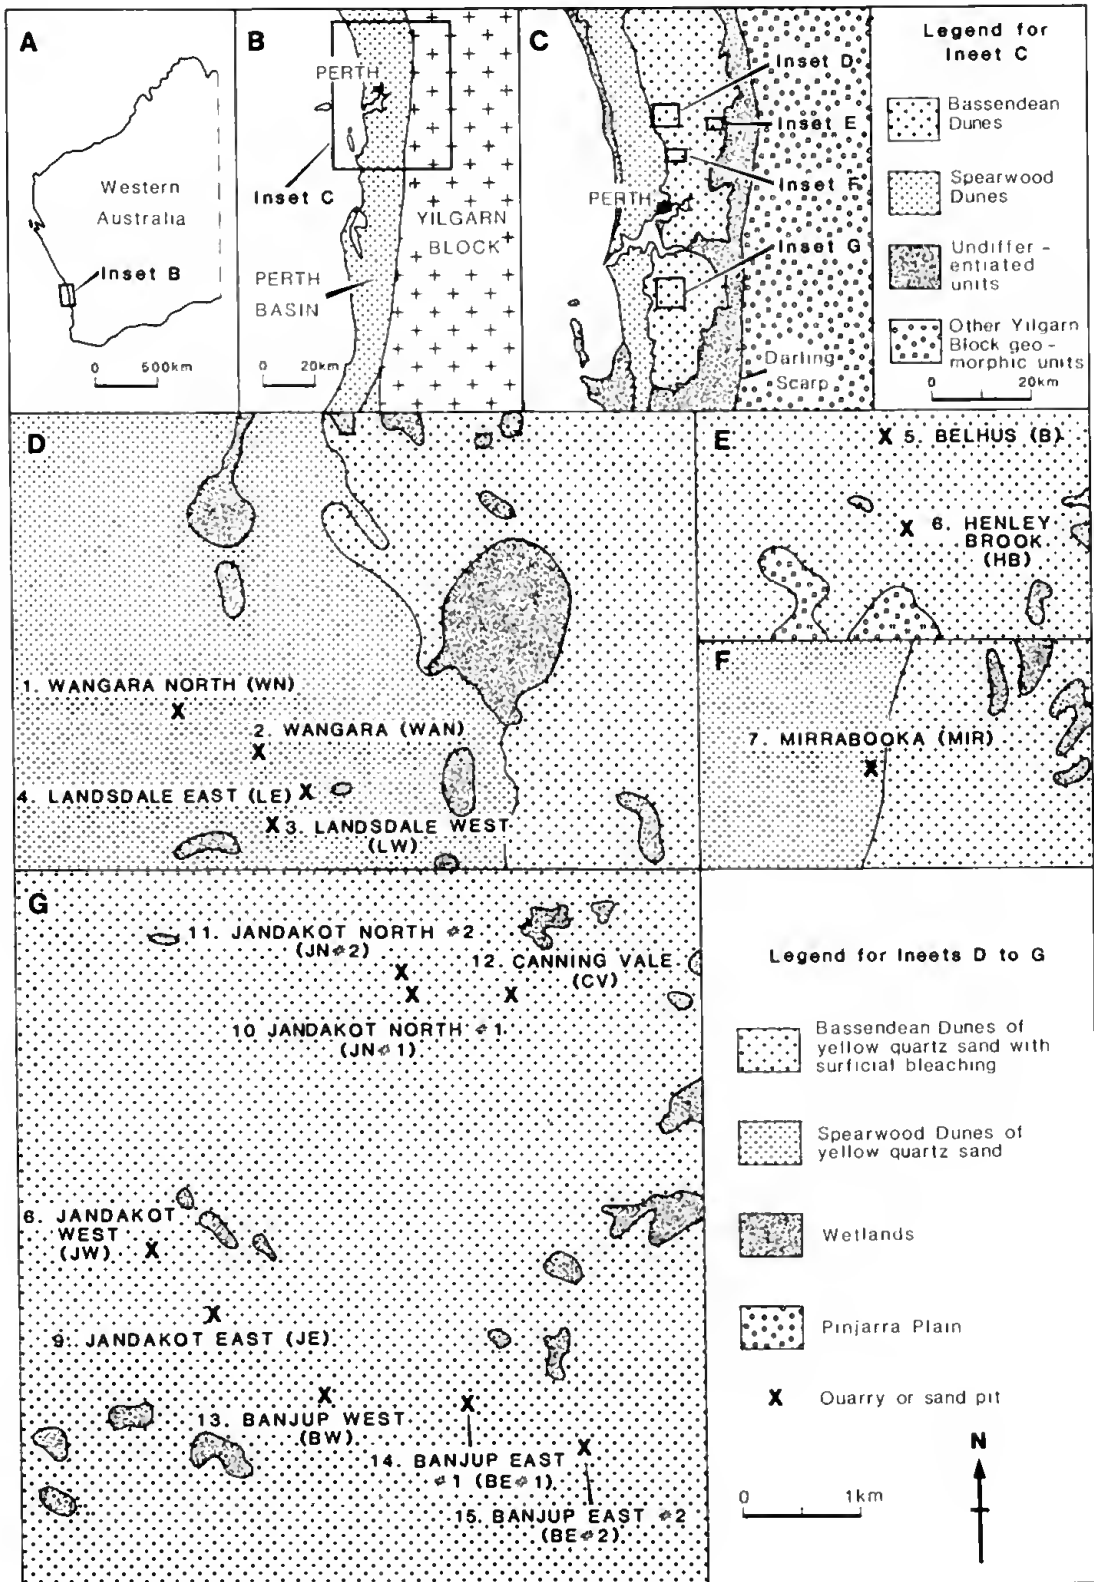 A
Western
Australia
Inset B
0 500km
B
PERTH
Inset C
YILGARN
BLOCK
PERTH
BASIN
0 20km
C
Inset D
Inset E
Inset F
PERTH
Inset G
Darling
Scarp
Legend for
Ineet C
Bassendean
Dunes
Spearwood
Dunes
Undiffer -
entiated
units
Other Yilgarn
Block geo -
morphic units
0 20km
D
1. WANGARA NORTH (WN)
X
2. WANGARA (WAN)
X
4. LANDSDALE EAST (LE) X
X 3. LANDSDALE WEST
(LW)
E
X 5. BELHUS (B)
X 6. HENLEY
BROOK
(HB)
F
7. MIRRABOOKA (MIR)
X
G
11. JANDAKOT NORTH #2
(JN#2)
X
12. CANNING VALE
(CV)
X X
10 JANDAKOT NORTH #1
(JN#1)
6. JANDAKOT
WEST
(JW)
X
X
9. JANDAKOT EAST (JE)
X
13. BANJUP WEST
(BW)
X
14. BANJUP EAST
#1 (BE#1)
X
15. BANJUP EAST #2
(BE#2)
Legend for Ineets D to G
Bassendean Dunes of
yellow quartz sand with
surficial bleaching
Spearwood Dunes of
yellow quartz sand
Wetlands
Pinjarra Plain
X Quarry or sand pit
N
0 1km